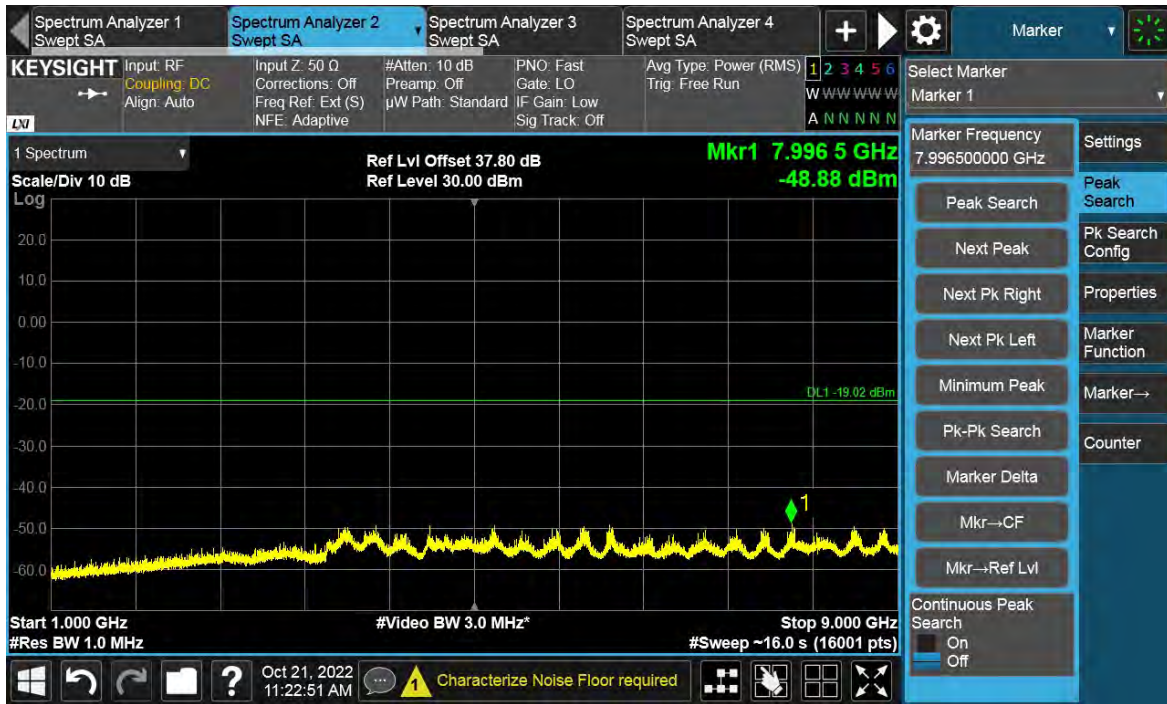 Spectrum Analyzer 1
Swept SA
Spectrum Analyzer 2
Swept SA
Spectrum Analyzer 3
Swept SA
Spectrum Analyzer 4
Swept SA
+
Marker
KEYSIGHT
LXI
Input: RF
Coupling: DC
Align: Auto
Input Z: 50 Ω
Corrections: Off
Freq Ref: Ext (S)
NFE: Adaptive
#Atten: 10 dB
Preamp: Off
µW Path: Standard
PNO: Fast
Gate: LO
IF Gain: Low
Sig Track: Off
Avg Type: Power (RMS)
Trig: Free Run
1 2 3 4 5 6
W W W W W W
A N N N N N
Select Marker
Marker 1
1 Spectrum
Scale/Div 10 dB
Ref Lvl Offset 37.80 dB
Ref Level 30.00 dBm
Mkr1 7.996 5 GHz
-48.88 dBm
Log
20.0
10.0
0.00
-10.0
-20.0
-30.0
-40.0
-50.0
-60.0
DL1 -19.02 dBm
1
Start 1.000 GHz
#Res BW 1.0 MHz
#Video BW 3.0 MHz*
Stop 9.000 GHz
#Sweep ~16.0 s (16001 pts)
Marker Frequency
7.996500000 GHz
Peak Search
Next Peak
Next Pk Right
Next Pk Left
Minimum Peak
Pk-Pk Search
Marker Delta
Mkr→CF
Mkr→Ref Lvl
Continuous Peak
Search
On
Off
Settings
Peak
Search
Pk Search
Config
Properties
Marker
Function
Marker→
Counter
?
Oct 21, 2022
11:22:51 AM
1
Characterize Noise Floor required